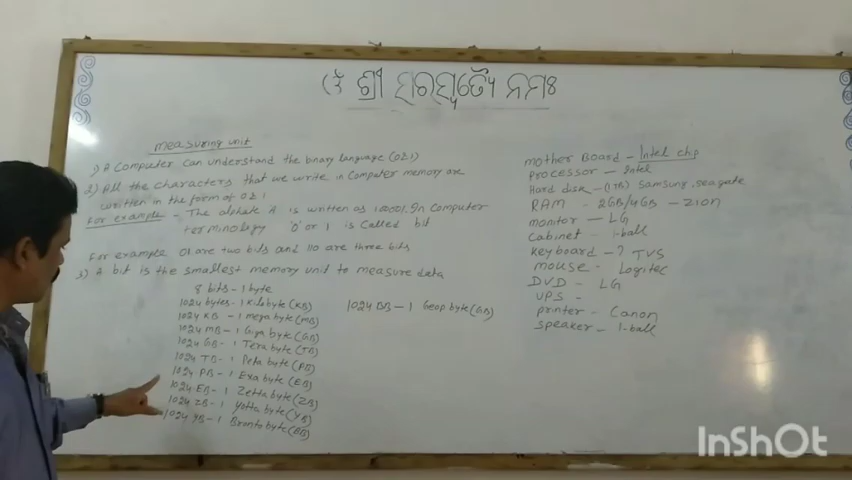 ଓଁ ଶ୍ରୀ ସରସ୍ୱତ୍ୟୈ ନମଃ
Measuring unit
1) A Computer can understand the binary language (0 & 1)
2) All the characters that we write in Computer memory are
written in the form of 0 & 1
For example - The alphate A is written as 100001. In Computer
terminology '0' or 1 is Called bit
For example 01 are two bits and 110 are three bits
3) A bit is the smallest memory unit to measure data
8 bits - 1 byte
1024 bytes - 1 Kilobyte (KB)
1024 KB - 1 mega byte (MB)
1024 MB - 1 Giga byte (GB)
1024 GB - 1 Tera byte (TB)
1024 TB - 1 Peta byte (PB)
1024 PB - 1 Exa byte (EB)
1024 EB - 1 Zetta byte (ZB)
1024 ZB - 1 Yotta byte (YB)
1024 YB - 1 Bronto byte (BB)
1024 BB - 1 Geop byte (GB)
Mother Board - Intel chip
Processor - Intel
Hard disk - (1TB) Samsung, seagate
RAM - 2GB/4GB - Zion
monitor - LG
Cabinet - i-ball
Keyboard - ? TVS
mouse - Logitec
DVD - LG
UPS -
printer - Canon
speaker - I-ball
InShot